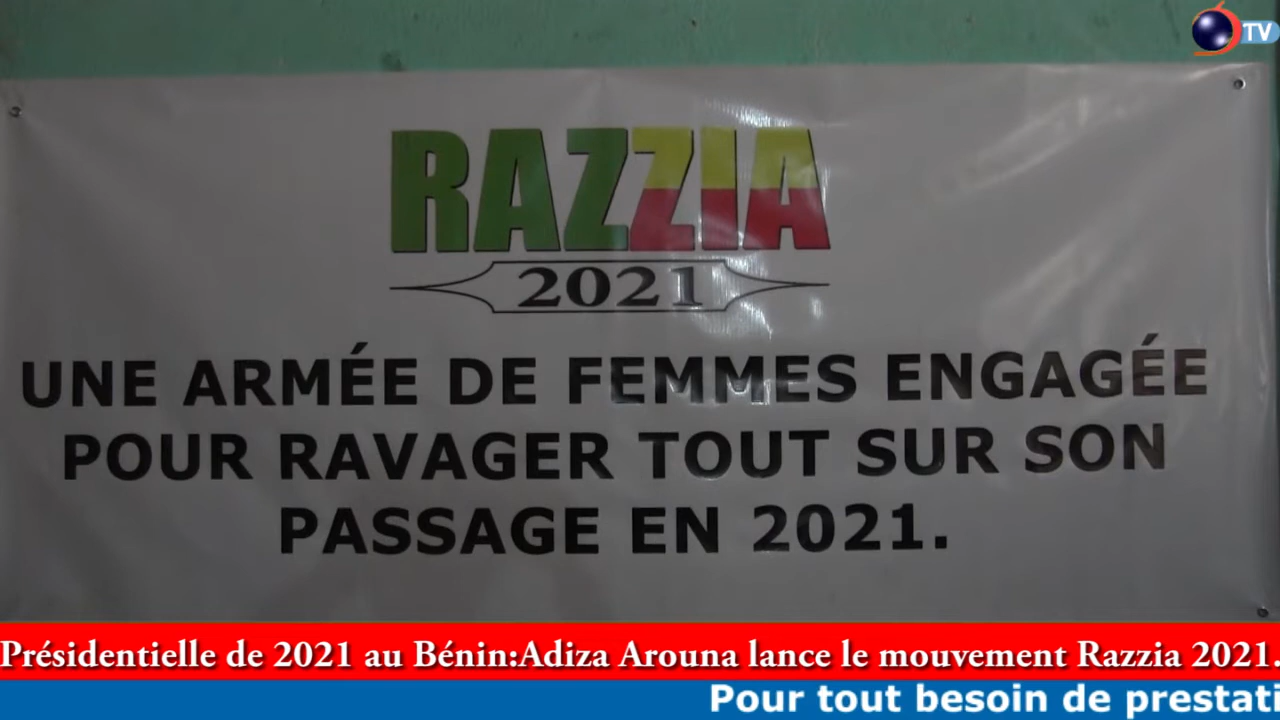 TV
RAZZIA
2021
UNE ARMÉE DE FEMMES ENGAGÉE
POUR RAVAGER TOUT SUR SON
PASSAGE EN 2021.
Présidentielle de 2021 au Bénin:Adiza Arouna lance le mouvement Razzia 2021.
Pour tout besoin de prestati